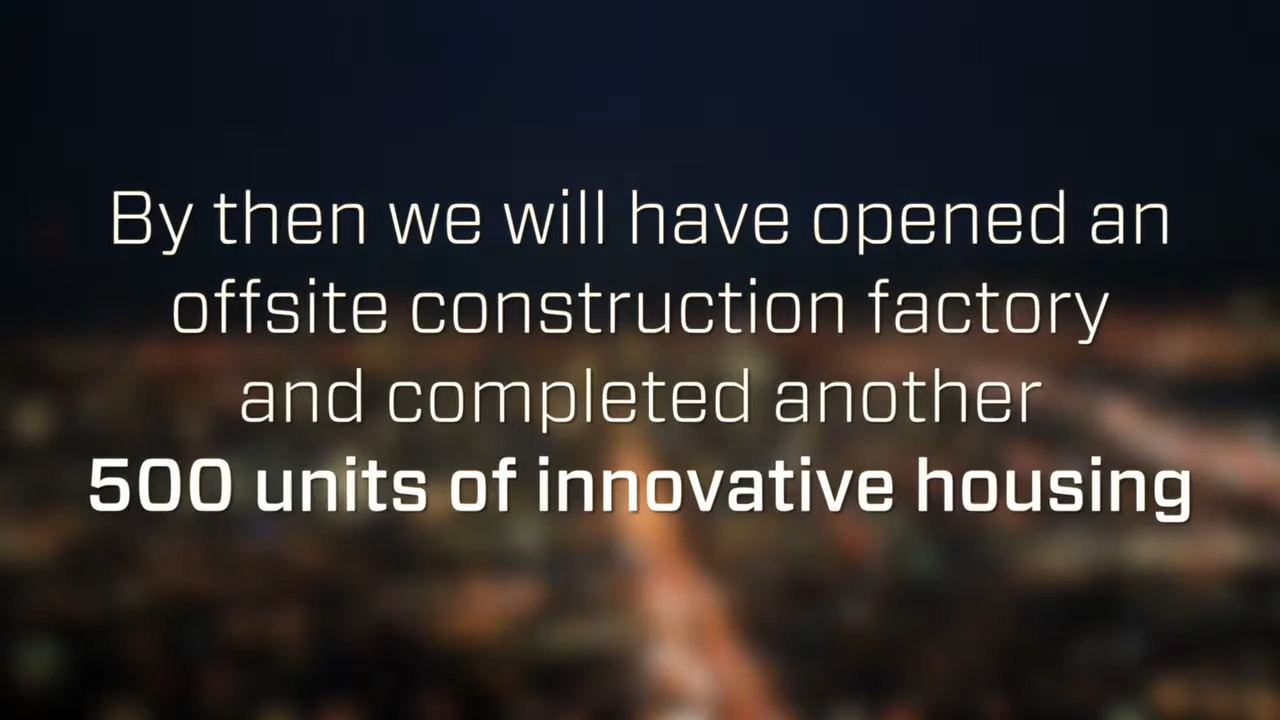 By then we will have opened an
offsite construction factory
and completed another
500 units of innovative housing